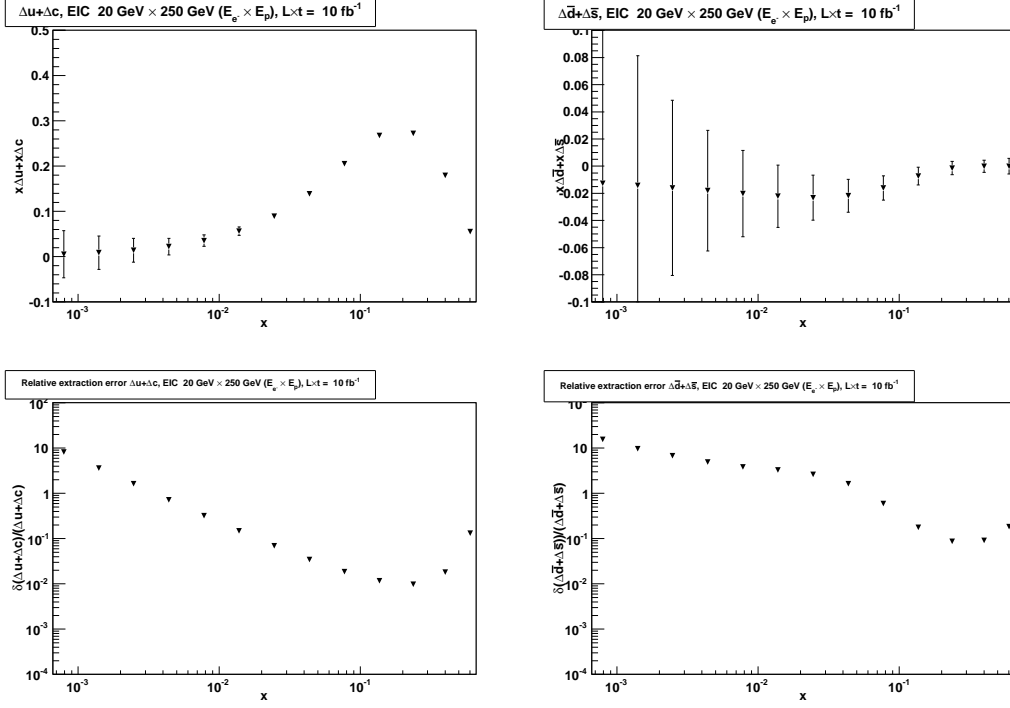 Δu+Δc, EIC 20 GeV × 250 GeV (E_e- × E_p), L×t = 10 fb⁻¹
0.5
0.4
0.3
0.2
0.1
0
-0.1
xΔu+xΔc
10⁻³ 10⁻² 10⁻¹
x
Δd̅+Δs̅, EIC 20 GeV × 250 GeV (E_e- × E_p), L×t = 10 fb⁻¹
0.1
0.08
0.06
0.04
0.02
0
-0.02
-0.04
-0.06
-0.08
-0.1
xΔd̅+xΔs̅
10⁻³ 10⁻² 10⁻¹
x
Relative extraction error Δu+Δc, EIC 20 GeV × 250 GeV (E_e- × E_p), L×t = 10 fb⁻¹
10²
10
1
10⁻¹
10⁻²
10⁻³
10⁻⁴
δ(Δu+Δc)/(Δu+Δc)
10⁻³ 10⁻² 10⁻¹
x
Relative extraction error Δd̅+Δs̅, EIC 20 GeV × 250 GeV (E_e- × E_p), L×t = 10 fb⁻¹
10²
10
1
10⁻¹
10⁻²
10⁻³
10⁻⁴
δ(Δd̅+Δs̅))/(Δd̅+Δs̅)
10⁻³ 10⁻² 10⁻¹
x